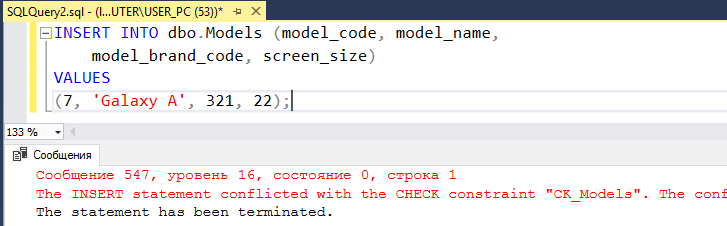 SQLQuery2.sql - (l...UTER\USER_PC (53))*
INSERT INTO dbo.Models (model_code, model_name,
model_brand_code, screen_size)
VALUES
(7, 'Galaxy A', 321, 22);
133 %
Сообщения
Сообщение 547, уровень 16, состояние 0, строка 1
The INSERT statement conflicted with the CHECK constraint "CK_Models". The conf
The statement has been terminated.